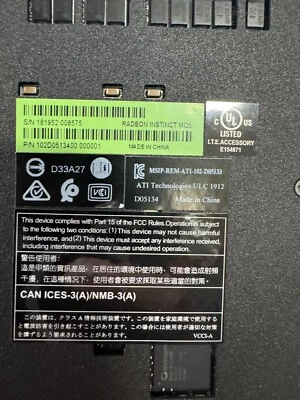 S/N 181952 008575
RADEON INSTINCT MI25
P/N 102D0513400 000001
MADE IN CHINA
C UL US
LISTED
I.T.E. ACCESSORY
E154871
D33A27
VCI
MSIP-REM-ATI-102-D05133
ATI Technologies ULC 1912
D05134 Made in China
This device complies with Part 15 of the FCC Rules.Operation is subject to
the following two conditions: (1) This device may not cause harmful
interference, and (2) This device must accept any interference received,
including interference that may cause undesired operation.
警告使用者:
這是甲類的資訊產品,在居住的環境中使用時,可能會造成射頻
干擾,在這種情況下,使用者會被要求採取某些適當的對策。
CAN ICES-3(A)/NMB-3(A)
この装置は、クラスA情報技術装置です。この装置を家庭環境で使用す
ると電波妨害を引き起こすことがあります。この場合には使用者が適切な対
策を講ずるよう要求されることがあります。
VCCI-A